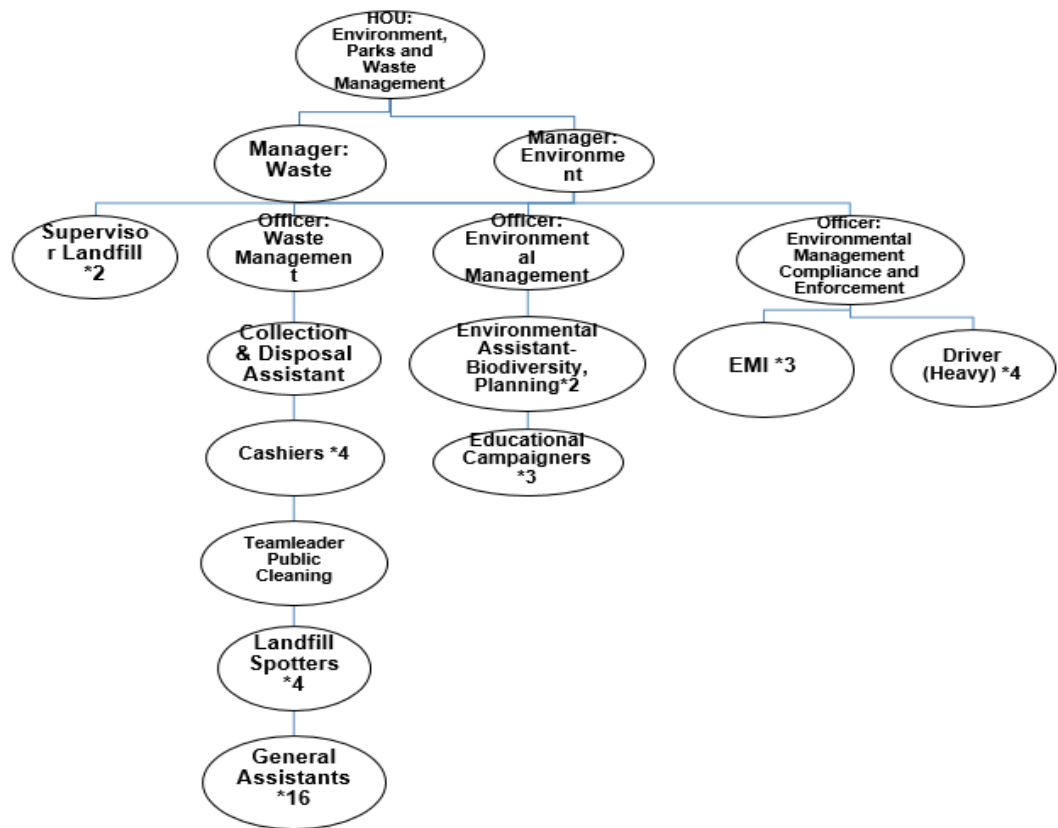 HOU:
Environment,
Parks and
Waste
Management
Manager:
Waste
Manager:
Environme
nt
Superviso
r Landfill
*2
Officer:
Waste
Managemen
t
Officer:
Environment
al
Management
Officer:
Environmental
Management
Compliance and
Enforcement
Collection
& Disposal
Assistant
Environmental
Assistant-
Biodiversity,
Planning*2
EMI *3
Driver
(Heavy) *4
Cashiers *4
Educational
Campaigners
*3
Teamleader
Public
Cleaning
Landfill
Spotters
*4
General
Assistants
*16